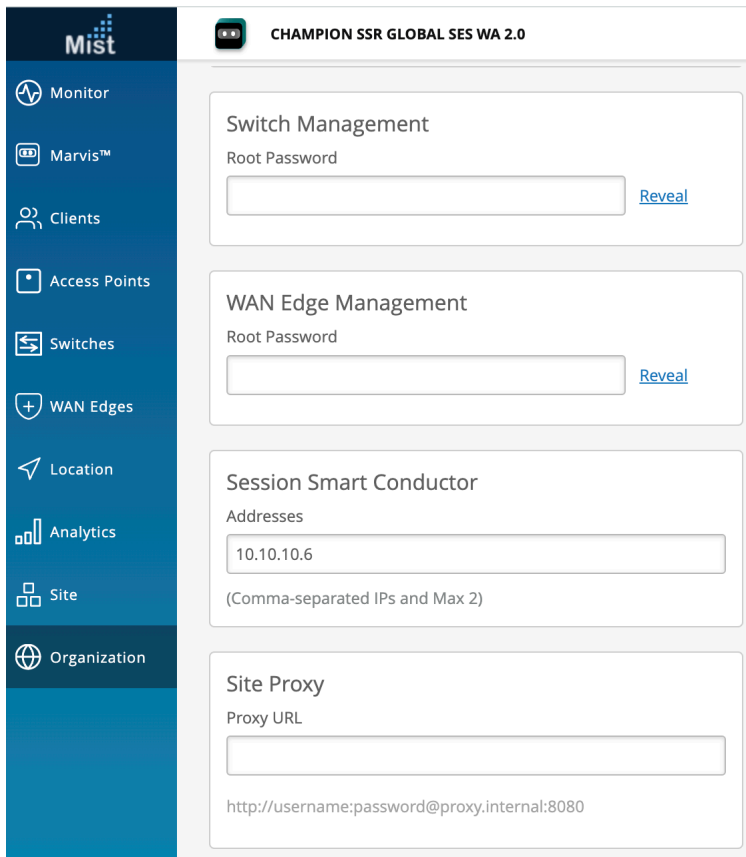 Mist
CHAMPION SSR GLOBAL SES WA 2.0
Monitor
Marvis™
Clients
Access Points
Switches
WAN Edges
Location
Analytics
Site
Organization
Switch Management
Root Password
Reveal
WAN Edge Management
Root Password
Reveal
Session Smart Conductor
Addresses
10.10.10.6
(Comma-separated IPs and Max 2)
Site Proxy
Proxy URL
http://username:password@proxy.internal:8080